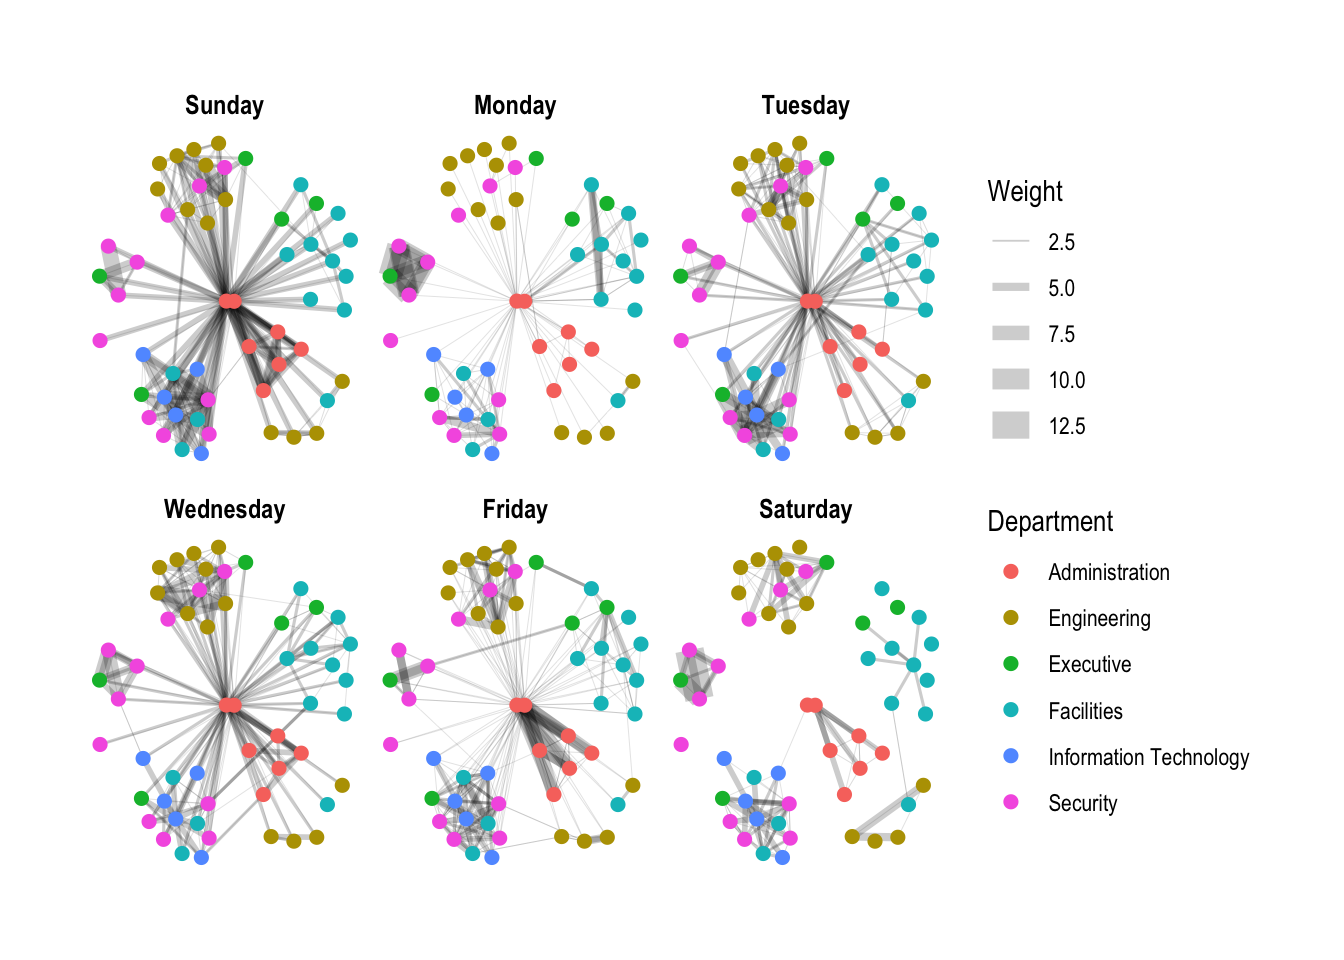 Sunday
Monday
Tuesday
Wednesday
Friday
Saturday
Weight
2.5
5.0
7.5
10.0
12.5
Department
Administration
Engineering
Executive
Facilities
Information Technology
Security